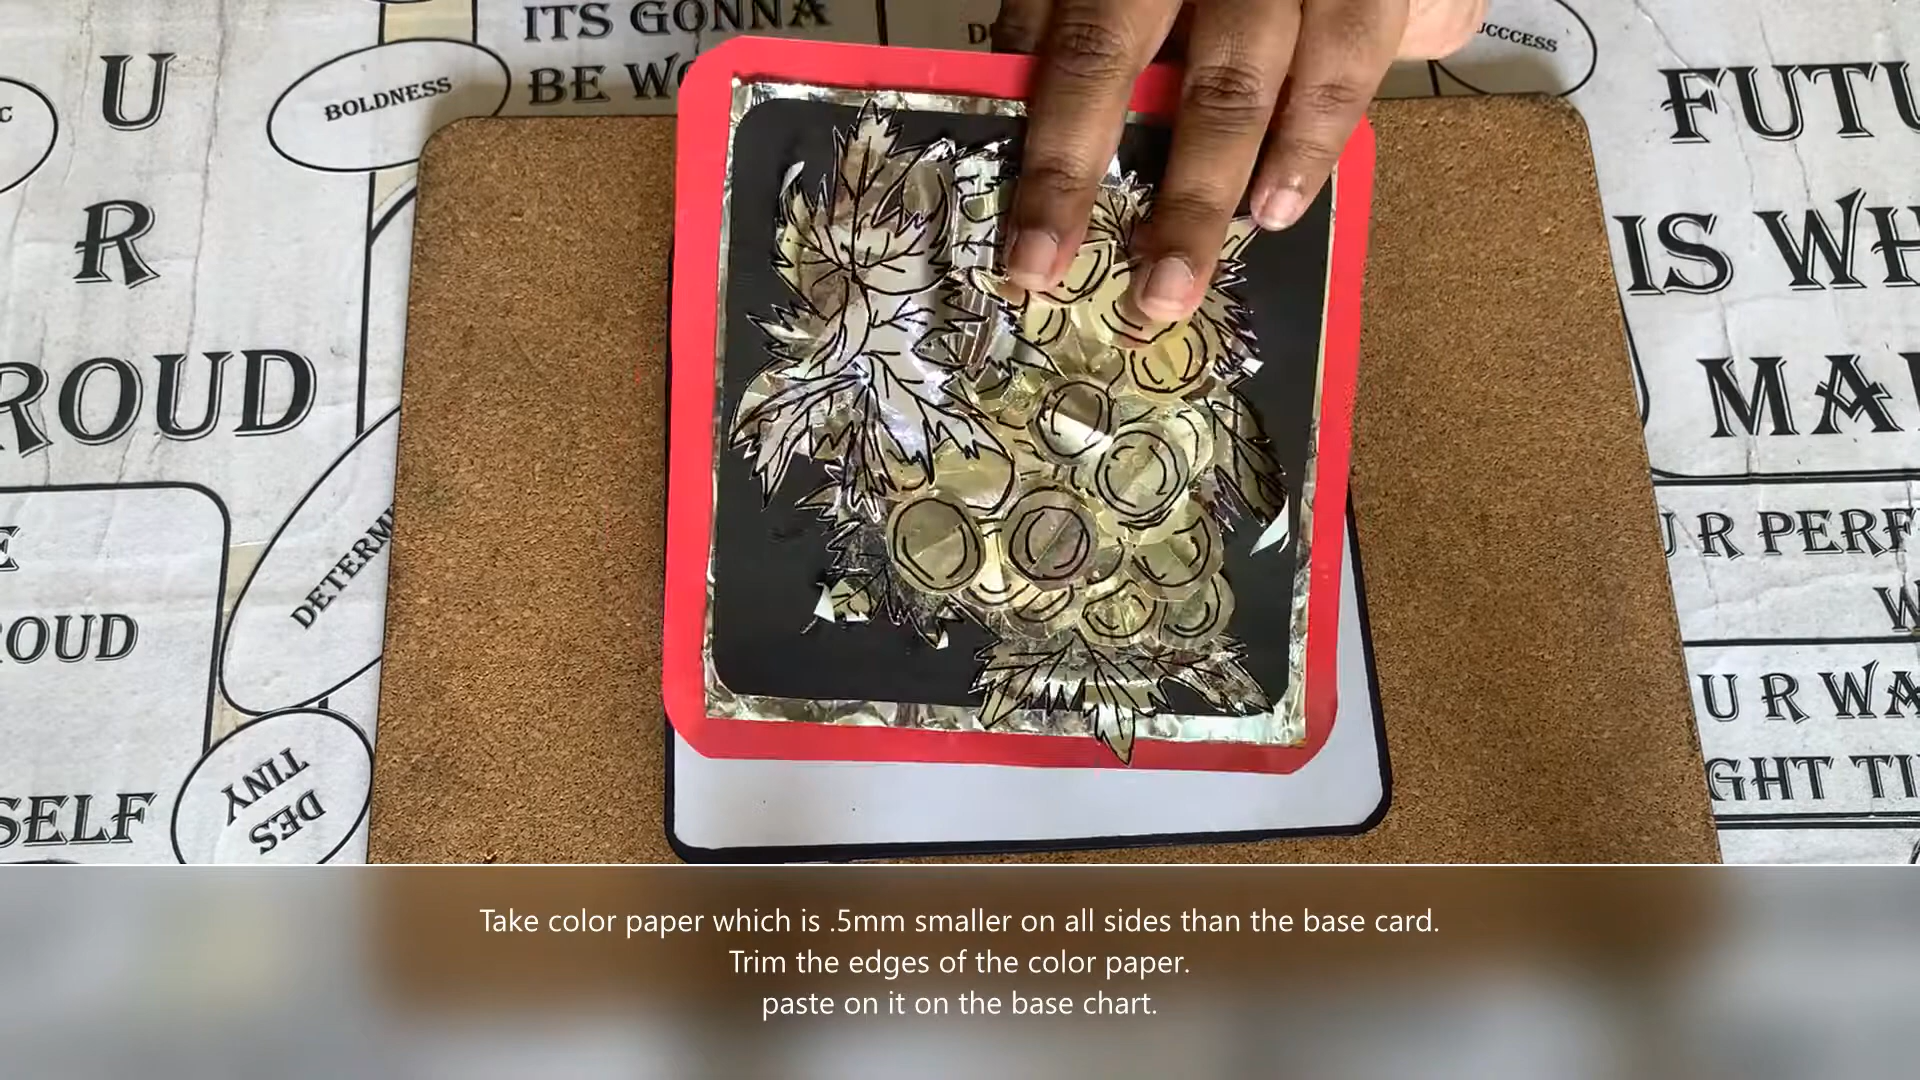 ITS GONNA
BE
U
R
ROUD
BOLDNESS
FUTU
IS WH
MA
DETERM
ROUD
SELF
DES
TINY
U R PERF
W
U R WA
GHT TI
Take color paper which is .5mm smaller on all sides than the base card.
Trim the edges of the color paper.
paste on it on the base chart.